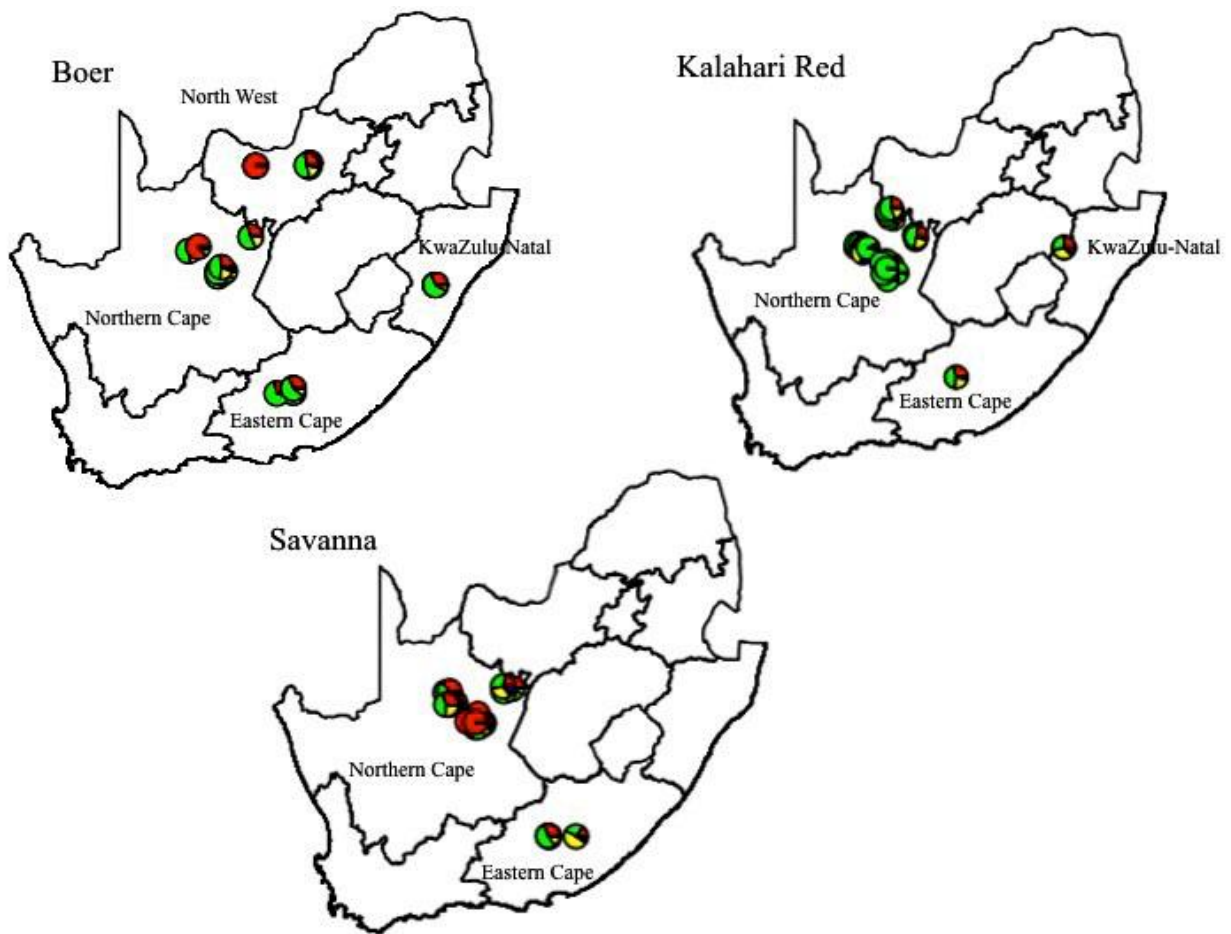 Boer
North West
KwaZulu-Natal
Northern Cape
Eastern Cape
Kalahari Red
KwaZulu-Natal
Northern Cape
Eastern Cape
Savanna
Northern Cape
Eastern Cape